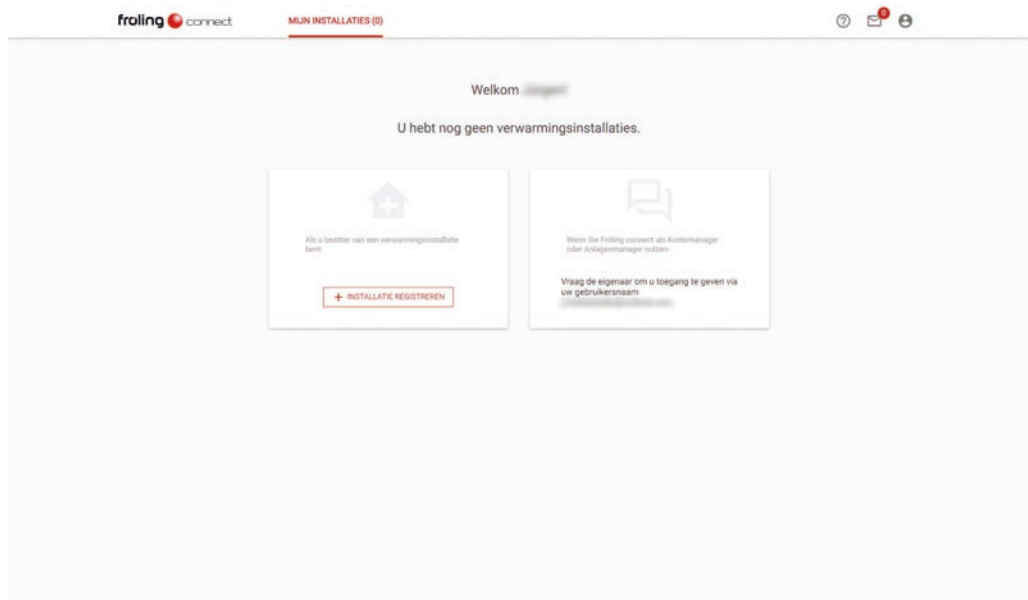 froling connect
MIJN INSTALLATIES (0)
0
Welkom
U hebt nog geen verwarmingsinstallaties.
Als u bezitter van een verwarmingsinstallatie
bent
+ INSTALLATIE REGISTREREN
Wenn Sie Fröling connect als Kontomanager
oder Anlagenmanager nutzen
Vraag de eigenaar om u toegang te geven via
uw gebruikersnaam